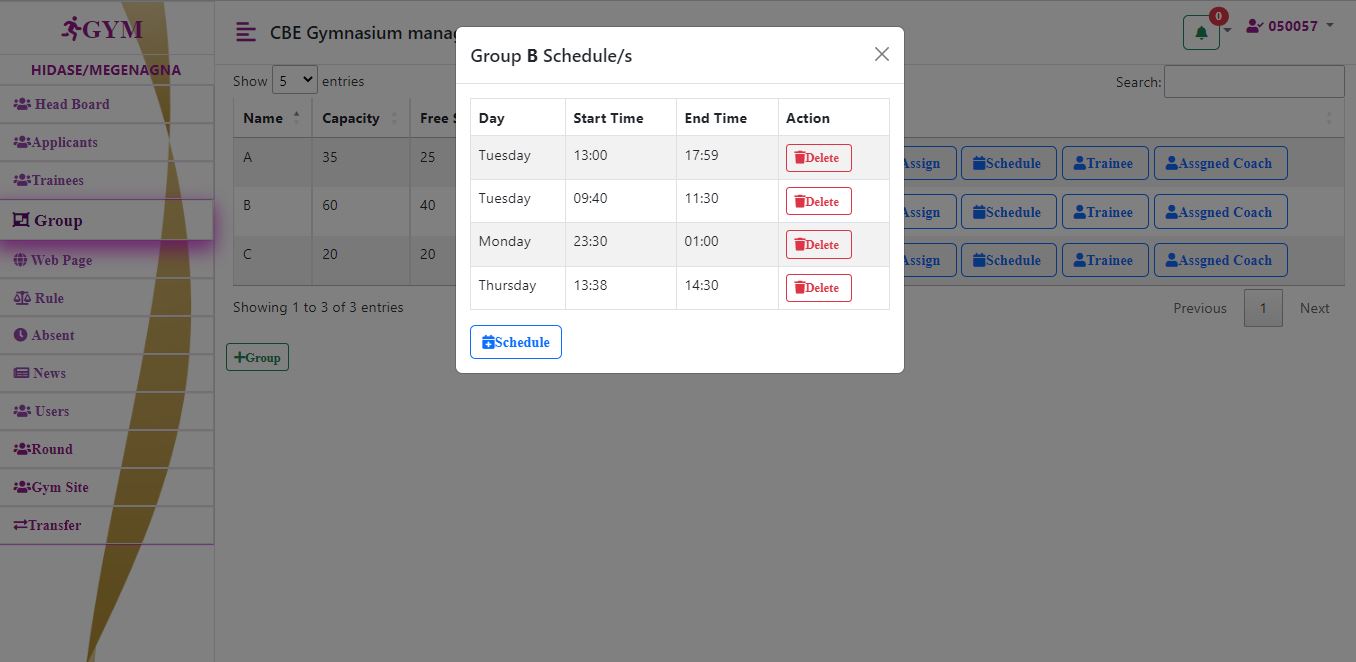 GYM
CBE Gymnasium mana
0
050057
HIDASE/MEGENAGNA
Head Board
Applicants
Trainees
Group
Web Page
Rule
Absent
News
Users
Round
Gym Site
Transfer
Show 5 entries
Search:
Name Capacity Free
A 35 25 Assign Schedule Trainee Assgned Coach
B 60 40 Assign Schedule Trainee Assgned Coach
C 20 20 Assign Schedule Trainee Assgned Coach
Showing 1 to 3 of 3 entries
Previous 1 Next
Group
Group B Schedule/s
Day Start Time End Time Action
Tuesday 13:00 17:59 Delete
Tuesday 09:40 11:30 Delete
Monday 23:30 01:00 Delete
Thursday 13:38 14:30 Delete
Schedule